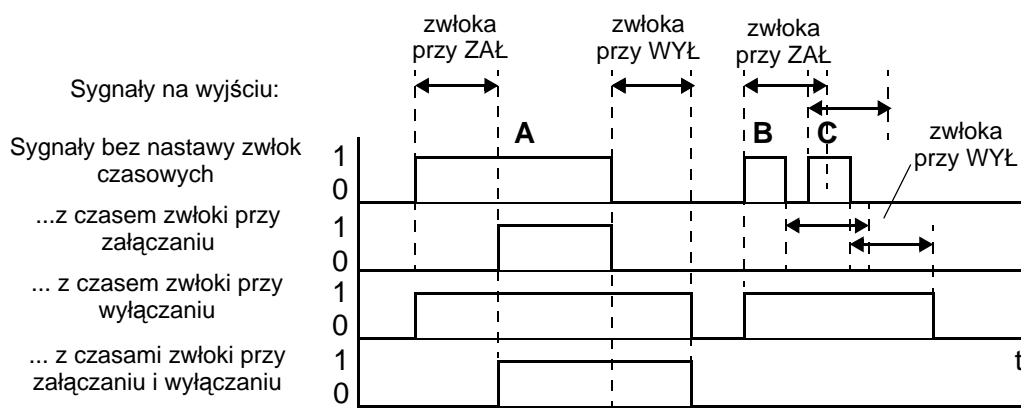 zwłoka
przy ZAŁ
zwłoka
przy WYŁ
zwłoka
przy ZAŁ
Sygnały na wyjściu:
A
B
C
zwłoka
przy WYŁ
Sygnały bez nastawy zwłok
czasowych
1
0
...z czasem zwłoki przy
załączaniu
1
0
... z czasem zwłoki przy
wyłączaniu
1
0
... z czasami zwłoki przy
załączaniu i wyłączaniu
1
0
t